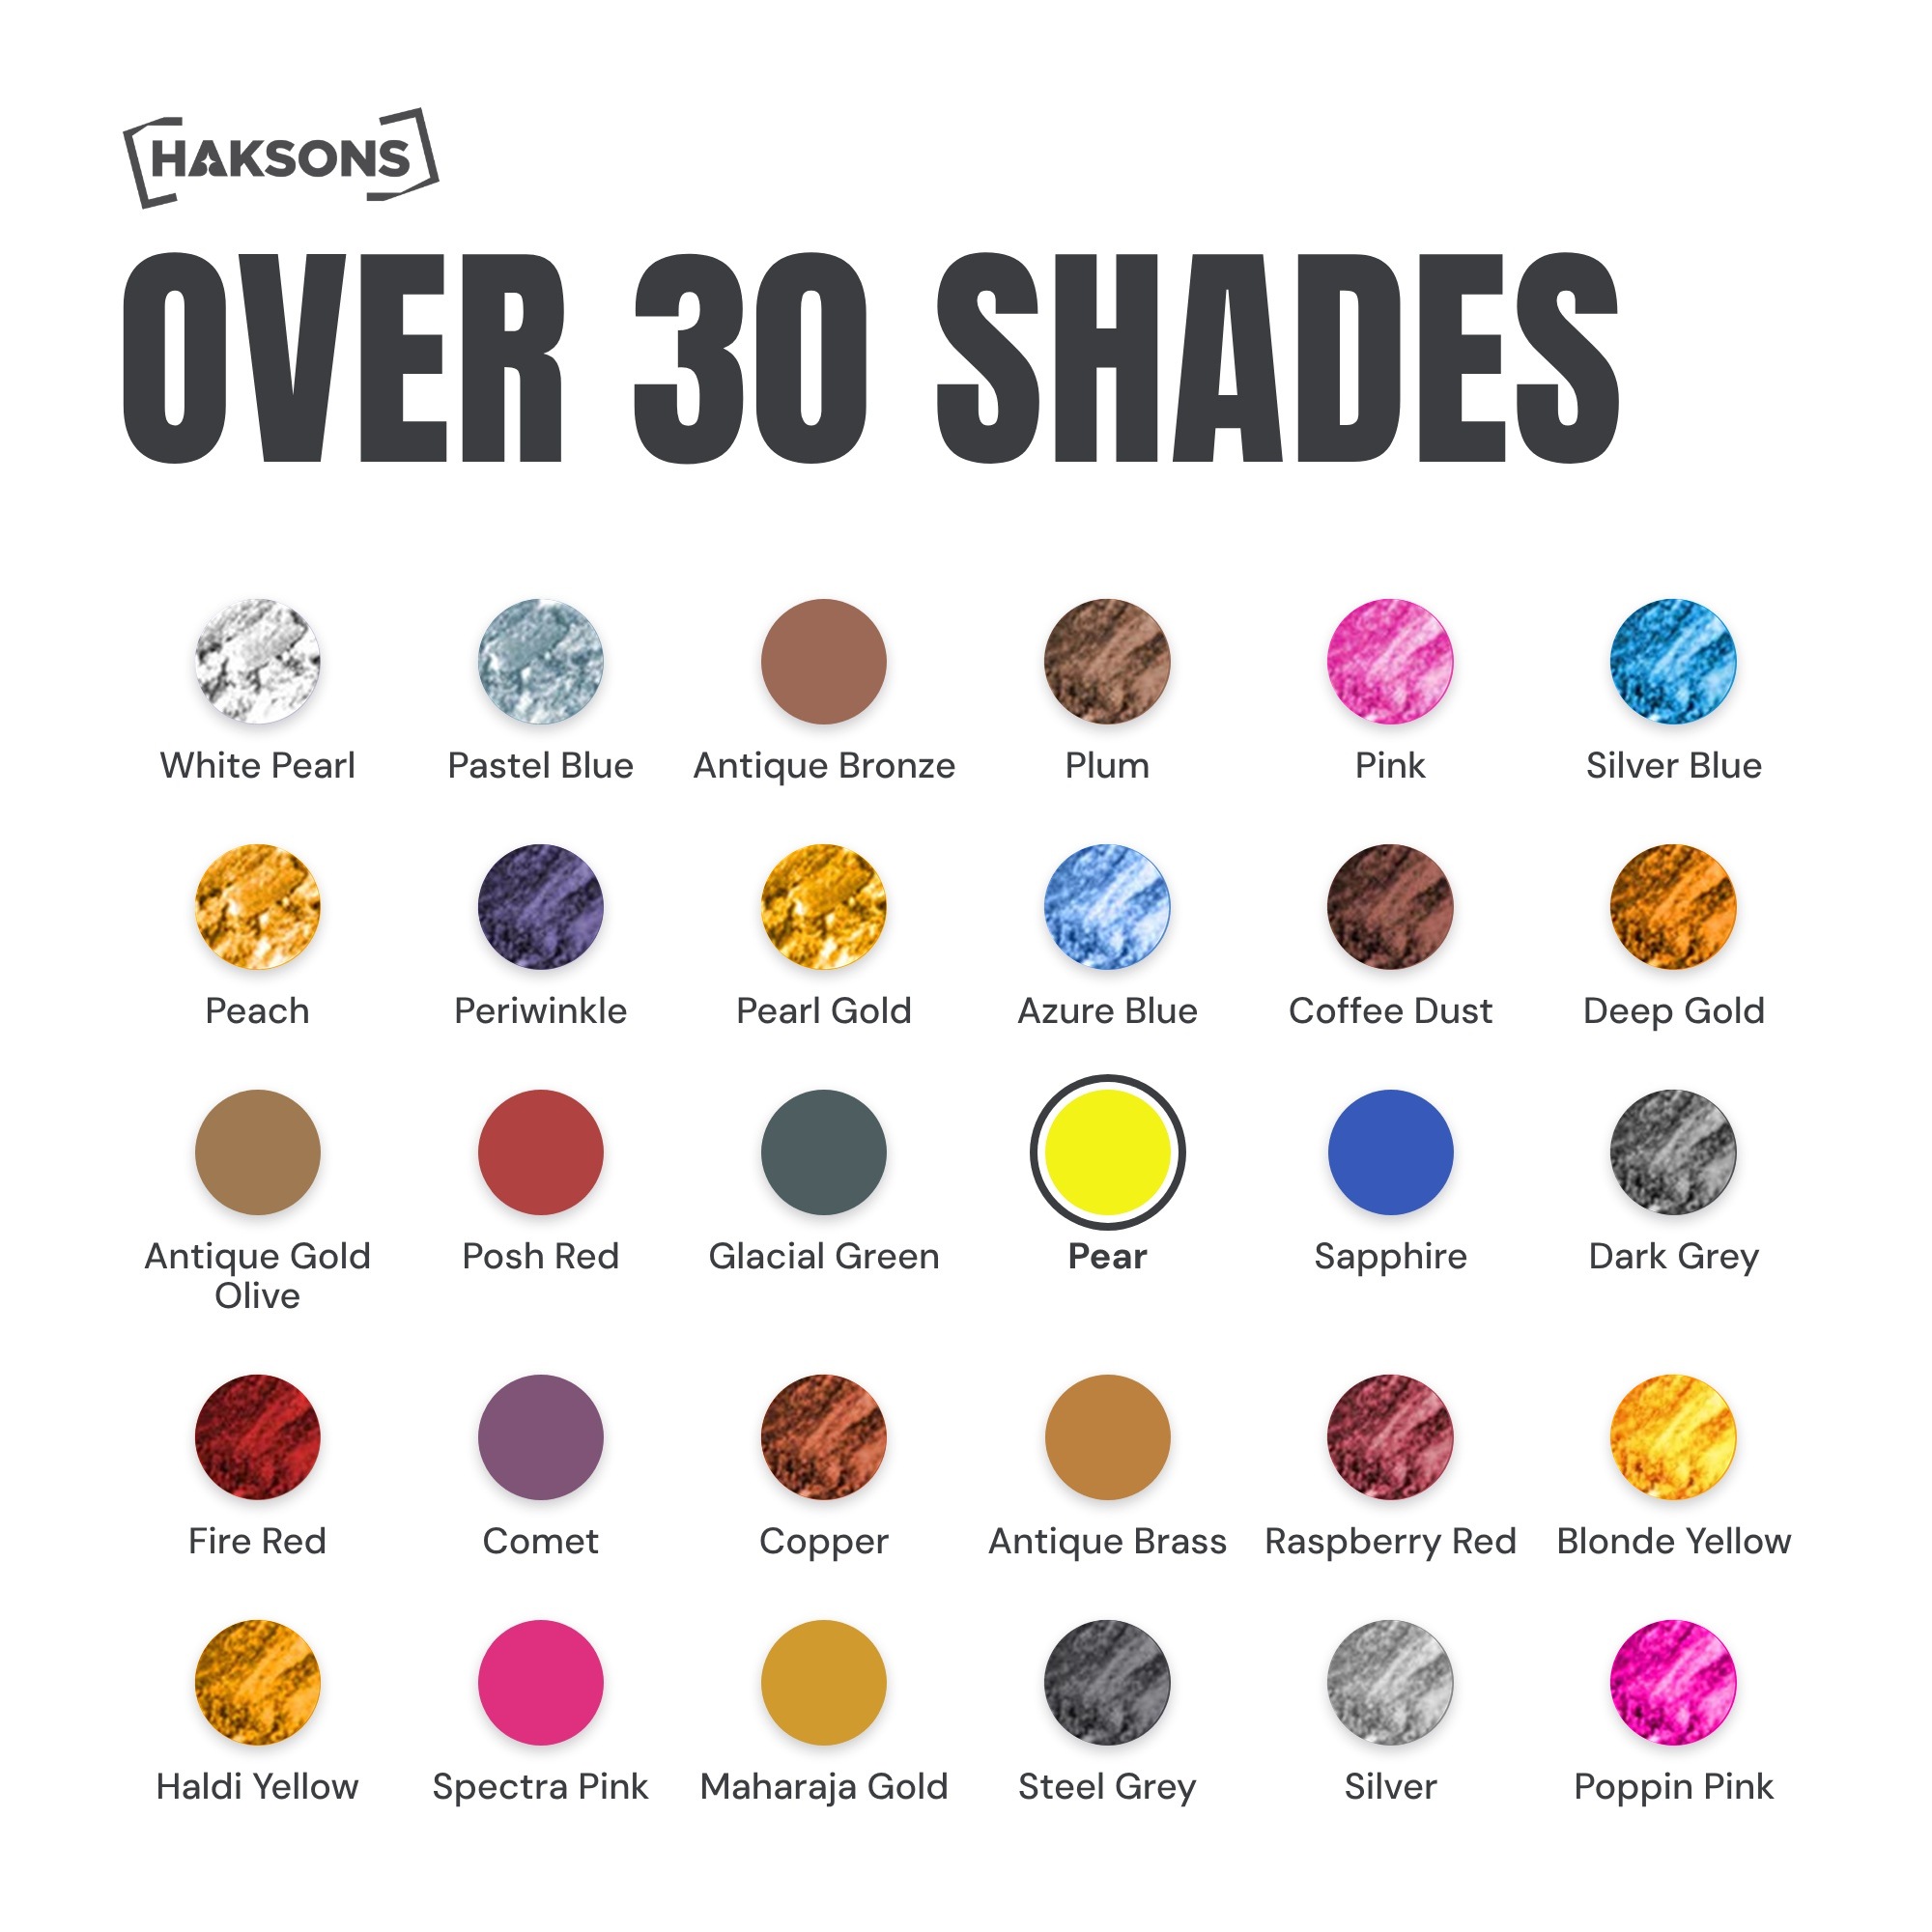 HAKSONS
OVER 30 SHADES
White Pearl
Pastel Blue
Antique Bronze
Plum
Pink
Silver Blue
Peach
Periwinkle
Pearl Gold
Azure Blue
Coffee Dust
Deep Gold
Antique Gold
Olive
Posh Red
Glacial Green
Pear
Sapphire
Dark Grey
Fire Red
Comet
Copper
Antique Brass
Raspberry Red
Blonde Yellow
Haldi Yellow
Spectra Pink
Maharaja Gold
Steel Grey
Silver
Poppin Pink